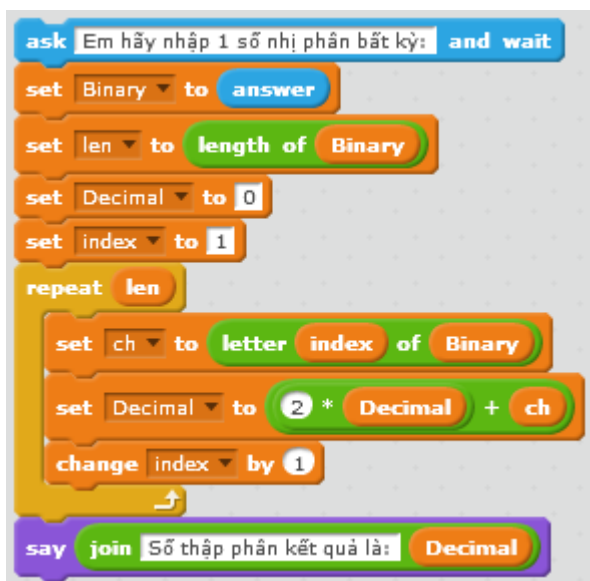 ask Em hãy nhập 1 số nhị phân bất kỳ: and wait
set Binary to answer
set len to length of Binary
set Decimal to 0
set index to 1
repeat len
set ch to letter index of Binary
set Decimal to 2 * Decimal + ch
change index by 1
say join Số thập phân kết quả là: Decimal